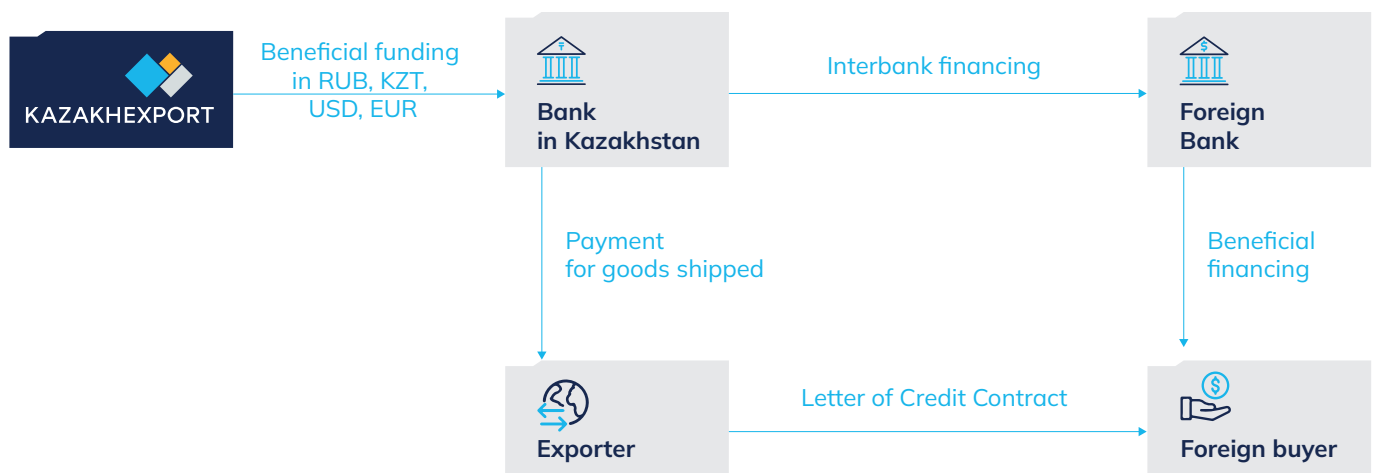 KAZAKHEXPORT
Beneficial funding
in RUB, KZT,
USD, EUR
Bank
in Kazakhstan
Interbank financing
Foreign
Bank
Payment
for goods shipped
Beneficial
financing
Exporter
Letter of Credit Contract
Foreign buyer